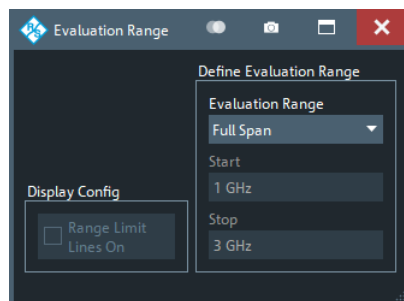 Evaluation Range
Define Evaluation Range
Evaluation Range
Full Span
Start
1 GHz
Stop
3 GHz
Display Config
Range Limit
Lines On